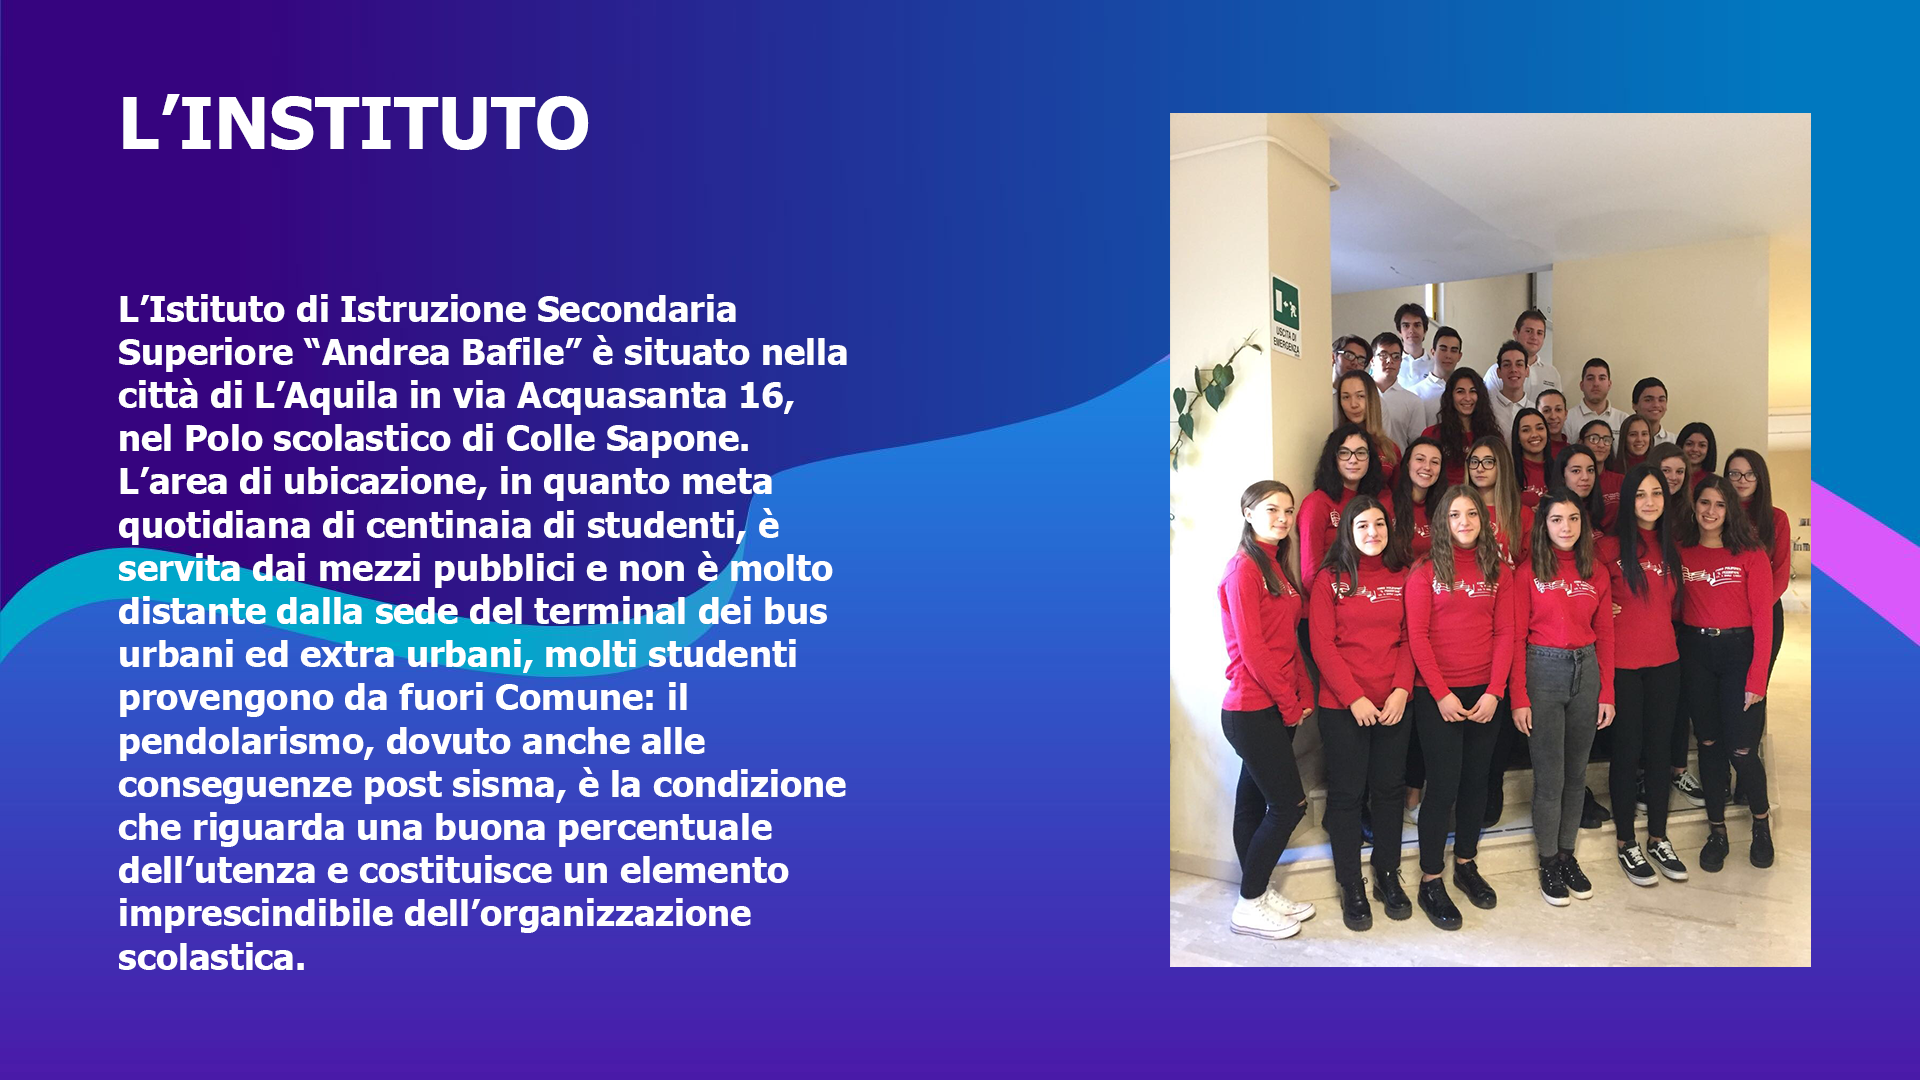 L’INSTITUTO
L’Istituto di Istruzione Secondaria
Superiore “Andrea Bafile” è situato nella
città di L’Aquila in via Acquasanta 16,
nel Polo scolastico di Colle Sapone.
L’area di ubicazione, in quanto meta
quotidiana di centinaia di studenti, è
servita dai mezzi pubblici e non è molto
distante dalla sede del terminal dei bus
urbani ed extra urbani, molti studenti
provengono da fuori Comune: il
pendolarismo, dovuto anche alle
conseguenze post sisma, è la condizione
che riguarda una buona percentuale
dell’utenza e costituisce un elemento
imprescindibile dell’organizzazione
scolastica.
USCITA DI
EMERGENZA